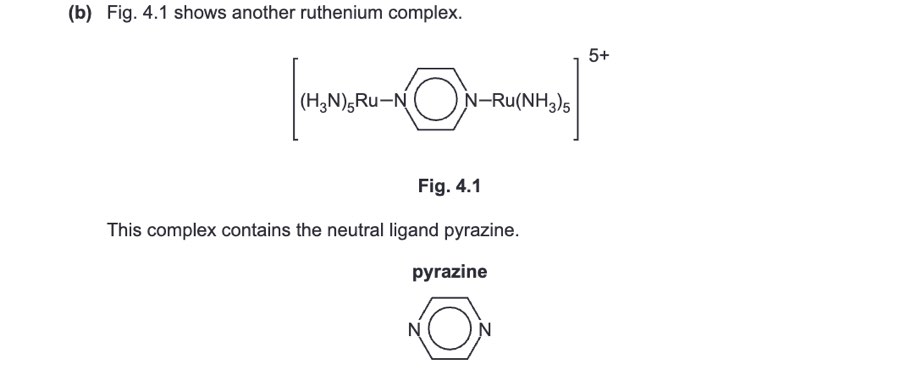 (b) Fig. 4.1 shows another ruthenium complex.
5+
(H₃N)₅Ru–N N–Ru(NH₃)₅
Fig. 4.1
This complex contains the neutral ligand pyrazine.
pyrazine
N N